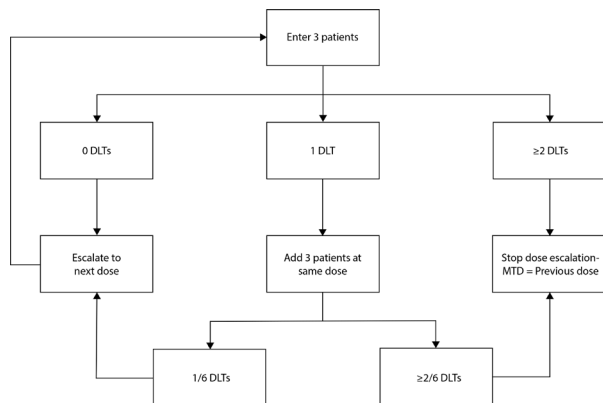 Enter 3 patients
0 DLTs
1 DLT
≥2 DLTs
Escalate to
next dose
Add 3 patients at
same dose
Stop dose escalation-
MTD = Previous dose
1/6 DLTs
≥2/6 DLTs